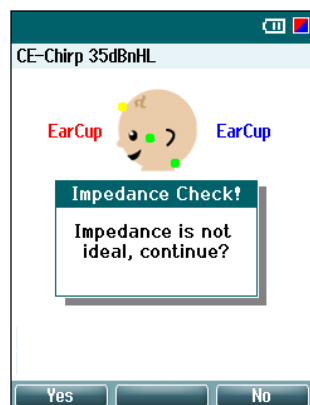 CE-Chirp 35dBnHL
EarCup EarCup
Impedance Check!
Impedance is not
ideal, continue?
Yes No